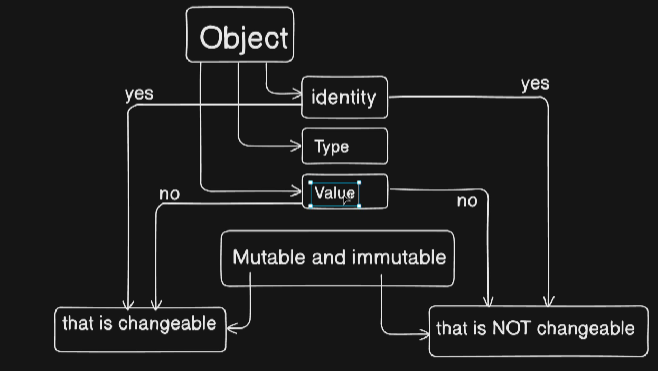 Object
yes
identity
yes
Type
Value
no
no
Mutable and immutable
that is changeable
that is NOT changeable